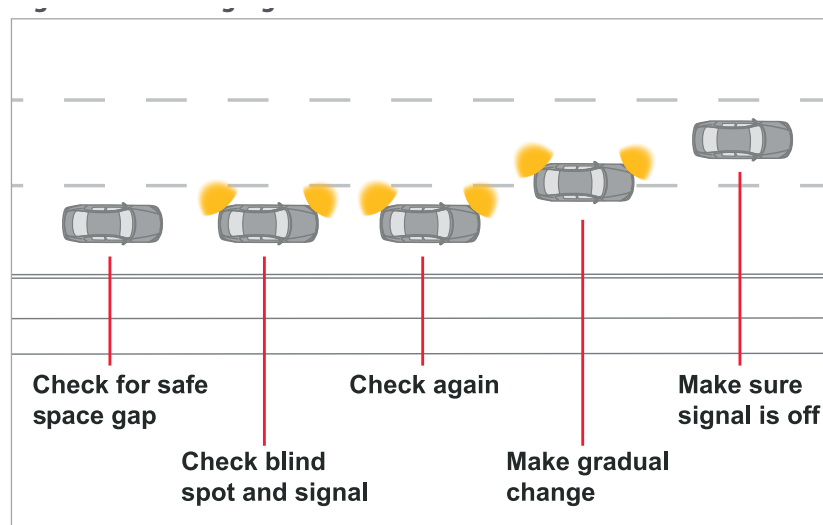 Check for safe
space gap
Check again
Make sure
signal is off
Check blind
spot and signal
Make gradual
change